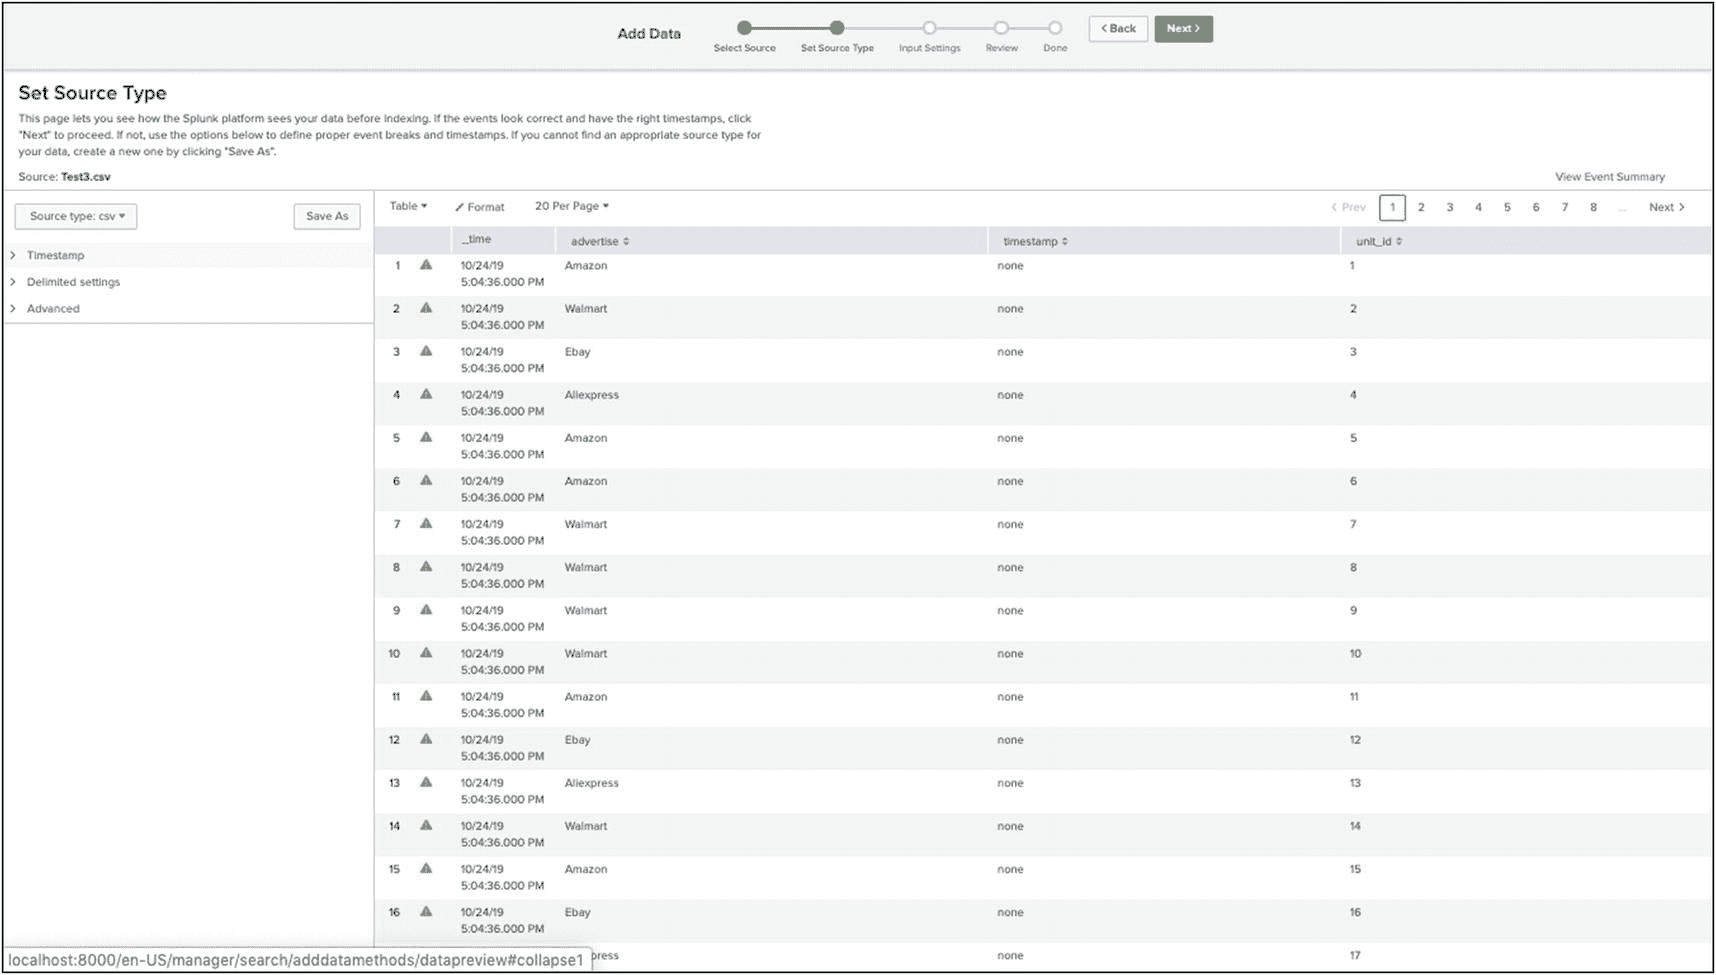 Add Data
Select Source
Set Source Type
Input Settings
Review
Done
< Back
Next >
Set Source Type
This page lets you see how the Splunk platform sees your data before indexing. If the events look correct and have the right timestamps, click
"Next" to proceed. If not, use the options below to define proper event breaks and timestamps. If you cannot find an appropriate source type for
your data, create a new one by clicking "Save As".
Source: Test3.csv
View Event Summary
Source type: csv
Save As
> Timestamp
> Delimited settings
> Advanced
Table
Format
20 Per Page
< Prev 1 2 3 4 5 6 7 8 ... Next >
_time advertise timestamp unit_id
1 10/24/19 Amazon none 1
5:04:36.000 PM
2 10/24/19 Walmart none 2
5:04:36.000 PM
3 10/24/19 Ebay none 3
5:04:36.000 PM
4 10/24/19 Aliexpress none 4
5:04:36.000 PM
5 10/24/19 Amazon none 5
5:04:36.000 PM
6 10/24/19 Amazon none 6
5:04:36.000 PM
7 10/24/19 Walmart none 7
5:04:36.000 PM
8 10/24/19 Walmart none 8
5:04:36.000 PM
9 10/24/19 Walmart none 9
5:04:36.000 PM
10 10/24/19 Walmart none 10
5:04:36.000 PM
11 10/24/19 Amazon none 11
5:04:36.000 PM
12 10/24/19 Ebay none 12
5:04:36.000 PM
13 10/24/19 Aliexpress none 13
5:04:36.000 PM
14 10/24/19 Walmart none 14
5:04:36.000 PM
15 10/24/19 Amazon none 15
5:04:36.000 PM
16 10/24/19 Ebay none 16
5:04:36.000 PM
press none 17
localhost:8000/en-US/manager/search/adddatamethods/datapreview#collapse1